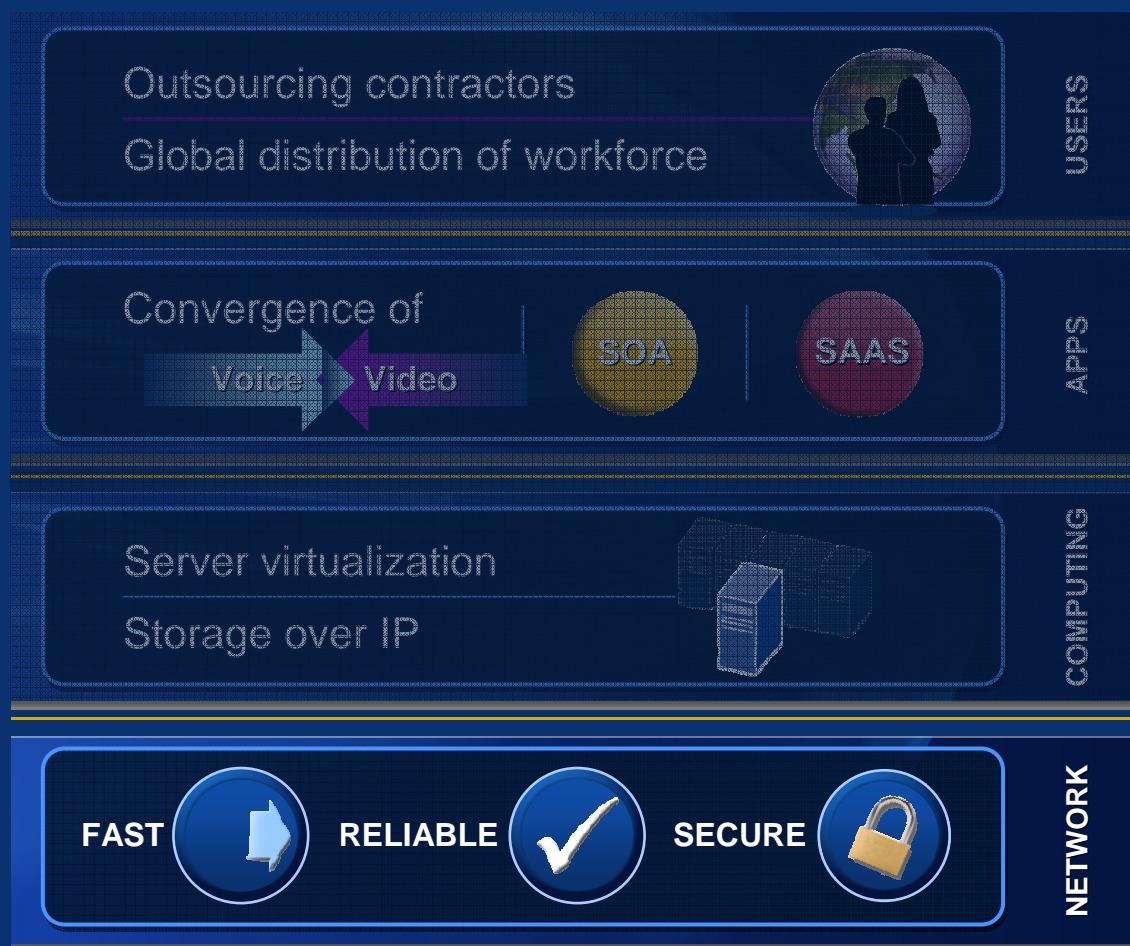 Outsourcing contractors
Global distribution of workforce
USERS
Convergence of
Voice Video
SOA
SAAS
APPS
Server virtualization
Storage over IP
COMPUTING
FAST RELIABLE SECURE
NETWORK